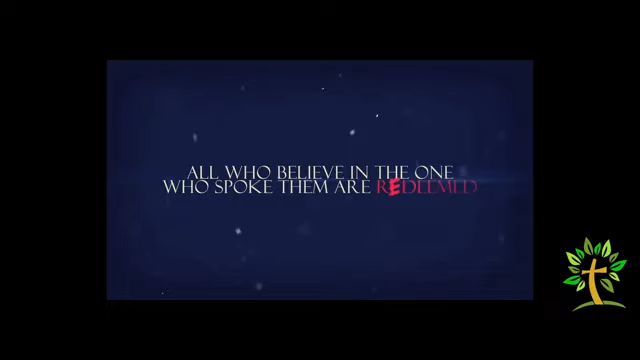 ALL WHO BELIEVE IN THE ONE
WHO SPOKE THEM ARE REDEEMED